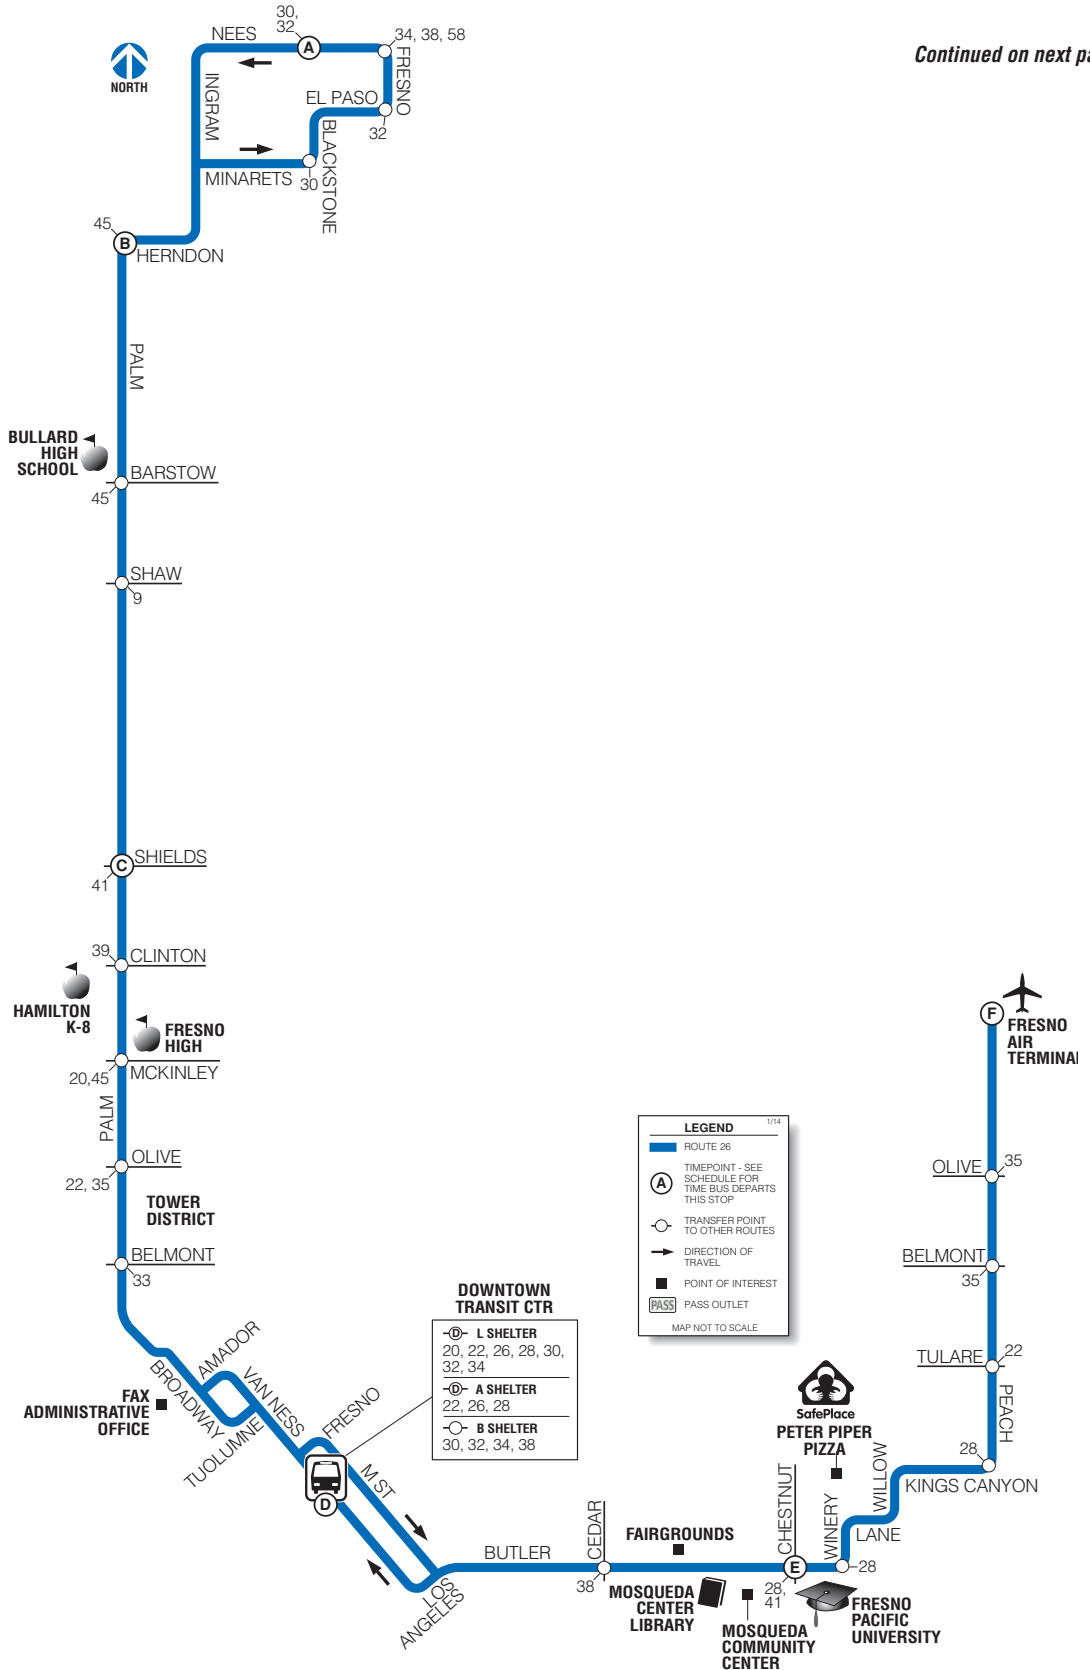 30,
32
NEES
A
34, 38, 58
Continued on next pa
NORTH
INGRAM
FRESNO
EL PASO
32
BLACKSTONE
MINARETS
30
45
B
HERNDON
PALM
BULLARD
HIGH
SCHOOL
BARSTOW
45
SHAW
9
C
SHIELDS
41
39
CLINTON
HAMILTON
K-8
FRESNO
HIGH
20,45
MCKINLEY
PALM
OLIVE
22, 35
TOWER
DISTRICT
BELMONT
33
AMADOR
BROADWAY
VAN NESS
FRESNO
TUOLUMNE
FAX
ADMINISTRATIVE
OFFICE
M ST
D
LOS
ANGELES
DOWNTOWN
TRANSIT CTR
D L SHELTER
20, 22, 26, 28, 30,
32, 34
D A SHELTER
22, 26, 28
B SHELTER
30, 32, 34, 38
LEGEND
1/14
ROUTE 26
A
TIMEPOINT - SEE
SCHEDULE FOR
TIME BUS DEPARTS
THIS STOP
TRANSFER POINT
TO OTHER ROUTES
DIRECTION OF
TRAVEL
POINT OF INTEREST
PASS
PASS OUTLET
MAP NOT TO SCALE
F
FRESNO
AIR
TERMINAL
OLIVE
35
BELMONT
35
TULARE
22
PEACH
SafePlace
PETER PIPER
PIZZA
28
KINGS CANYON
WILLOW
LANE
WINERY
CHESTNUT
28
E
28,
41
BUTLER
CEDAR
38
FAIRGROUNDS
MOSQUEDA
CENTER
LIBRARY
MOSQUEDA
COMMUNITY
CENTER
FRESNO
PACIFIC
UNIVERSITY